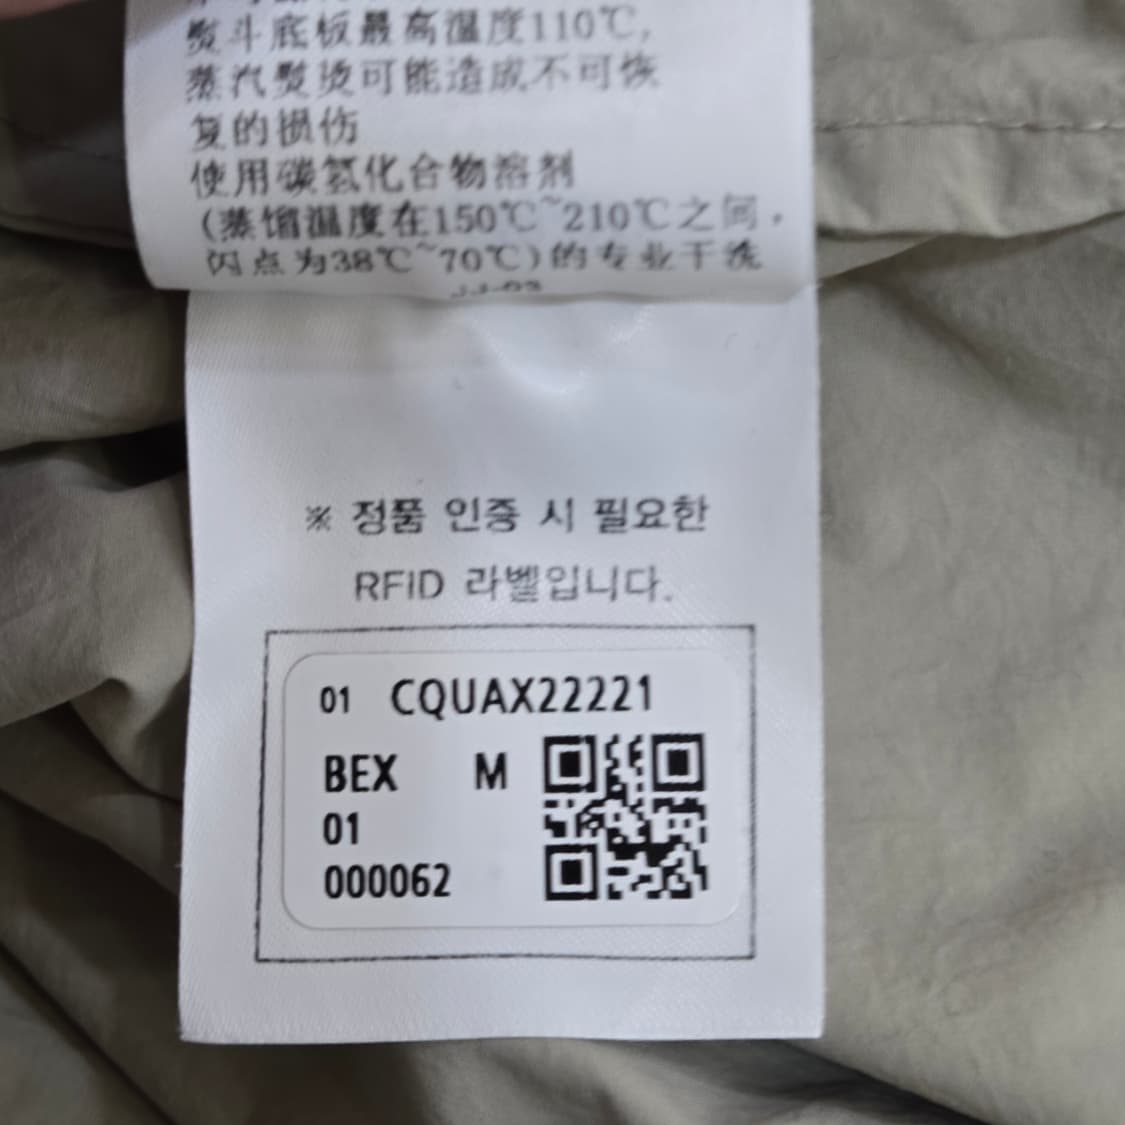 熨斗底板最高温度110℃,
蒸汽熨烫可能造成不可恢
复的损伤
使用碳氢化合物溶剂
(蒸馏温度在150℃~210℃之间,
闪点为38℃~70℃)的专业干洗
JJ-03
※ 정품 인증 시 필요한
RFID 라벨입니다.
01 CQUAX22221
BEX M
01
000062